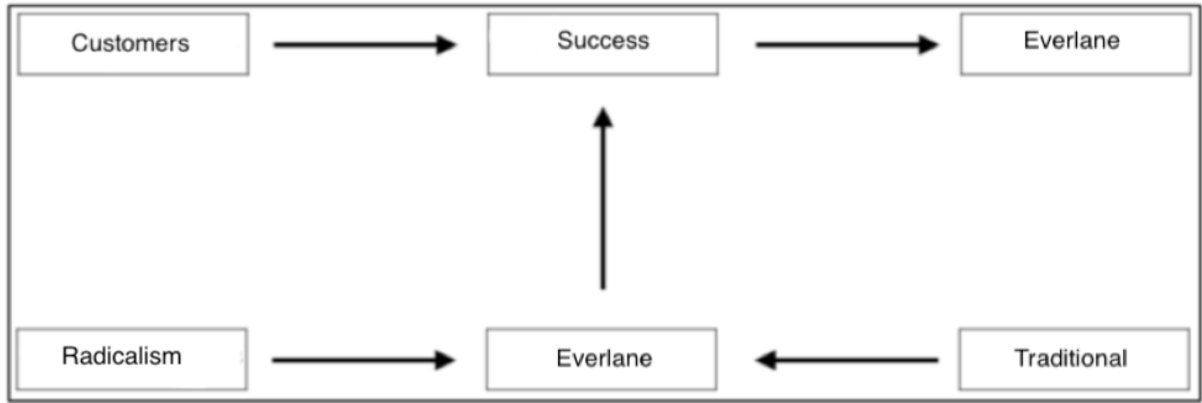 Customers
Success
Everlane
Radicalism
Everlane
Traditional